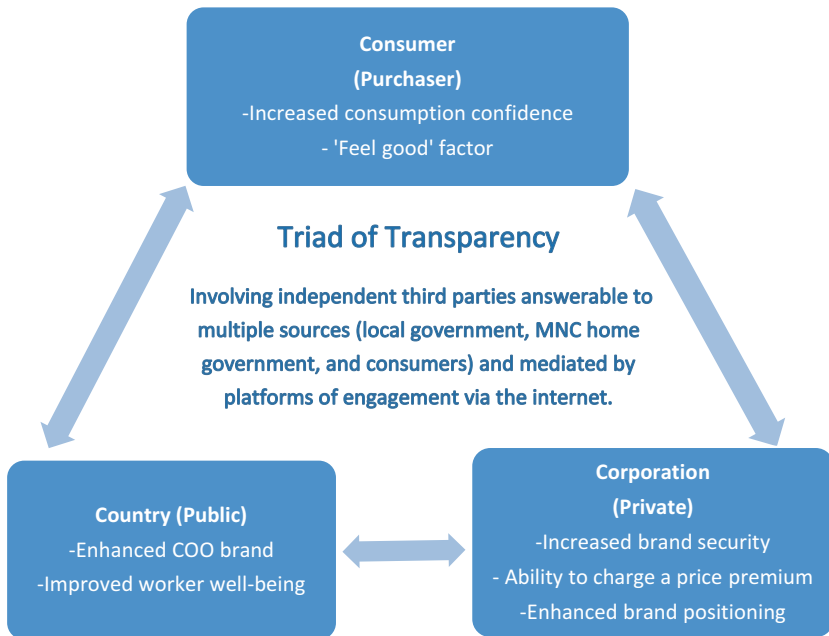 Consumer
(Purchaser)
-Increased consumption confidence
- 'Feel good' factor
Triad of Transparency
Involving independent third parties answerable to
multiple sources (local government, MNC home
government, and consumers) and mediated by
platforms of engagement via the internet.
Country (Public)
-Enhanced COO brand
-Improved worker well-being
Corporation
(Private)
-Increased brand security
- Ability to charge a price premium
-Enhanced brand positioning